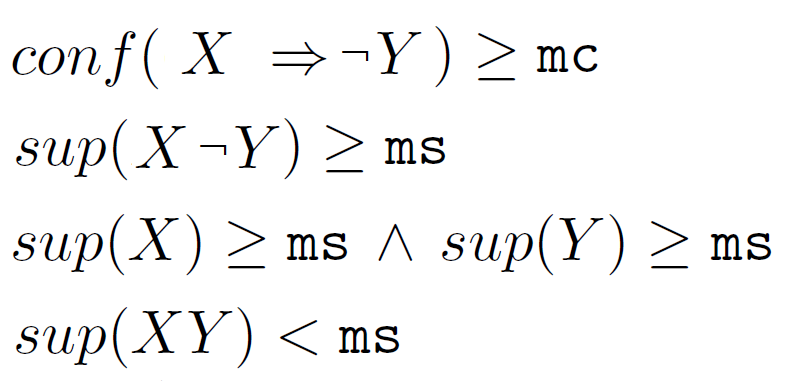 conf( X ⇒ ¬Y ) ≥ mc
sup(X ¬Y) ≥ ms
sup(X) ≥ ms ∧ sup(Y) ≥ ms
sup(XY) < ms